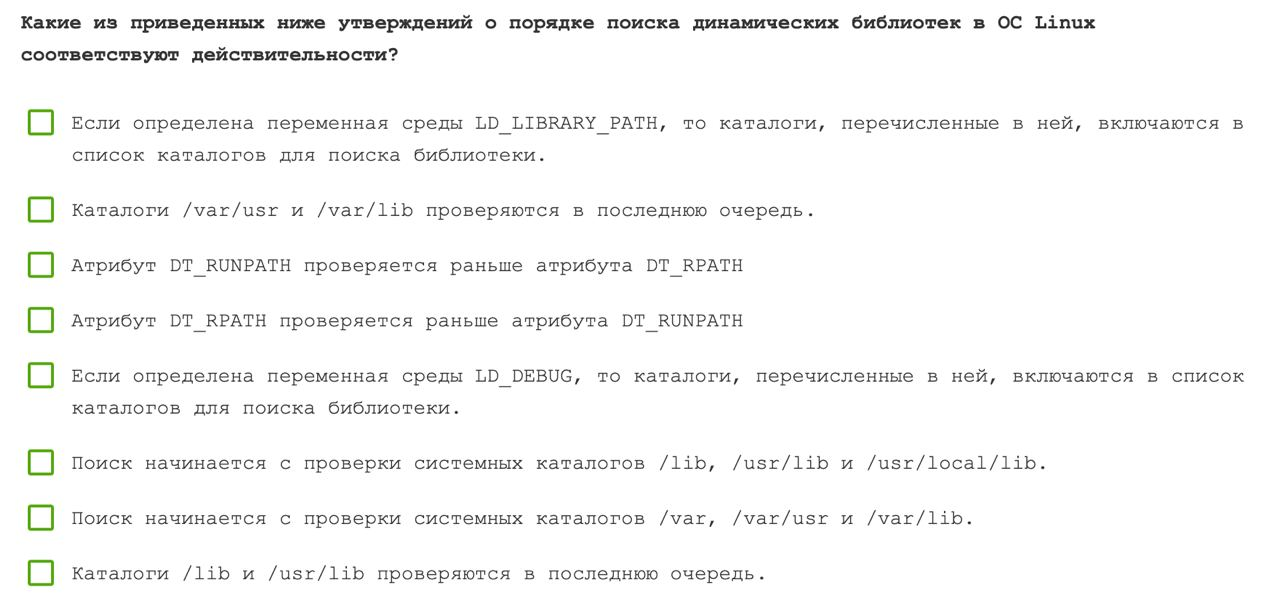 Какие из приведенных ниже утверждений о порядке поиска динамических библиотек в ОС Linux
соответствуют действительности?
Если определена переменная среды LD_LIBRARY_PATH, то каталоги, перечисленные в ней, включаются в
список каталогов для поиска библиотеки.
Каталоги /var/usr и /var/lib проверяются в последнюю очередь.
Атрибут DT_RUNPATH проверяется раньше атрибута DT_RPATH
Атрибут DT_RPATH проверяется раньше атрибута DT_RUNPATH
Если определена переменная среды LD_DEBUG, то каталоги, перечисленные в ней, включаются в список
каталогов для поиска библиотеки.
Поиск начинается с проверки системных каталогов /lib, /usr/lib и /usr/local/lib.
Поиск начинается с проверки системных каталогов /var, /var/usr и /var/lib.
Каталоги /lib и /usr/lib проверяются в последнюю очередь.